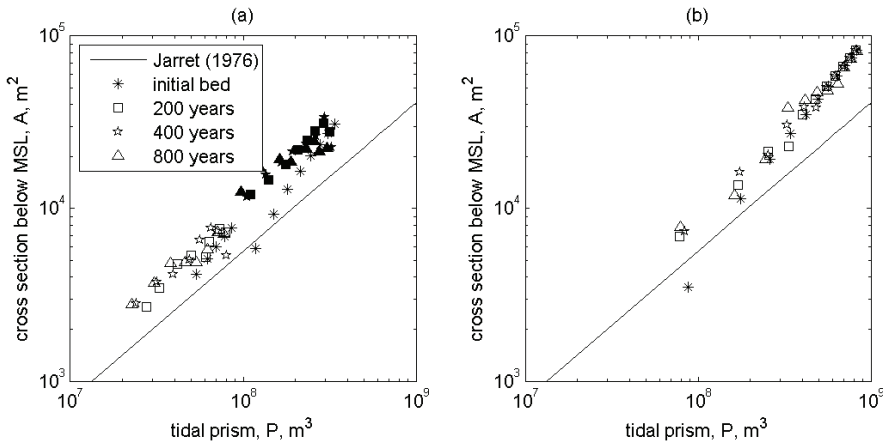 (a)
10^5
10^4
10^3
cross section below MSL, A, m^2
Jarret (1976)
initial bed
200 years
400 years
800 years
10^7 10^8 10^9
tidal prism, P, m^3
(b)
10^5
10^4
10^3
cross section below MSL, A, m^2
10^7 10^8 10^9
tidal prism, P, m^3